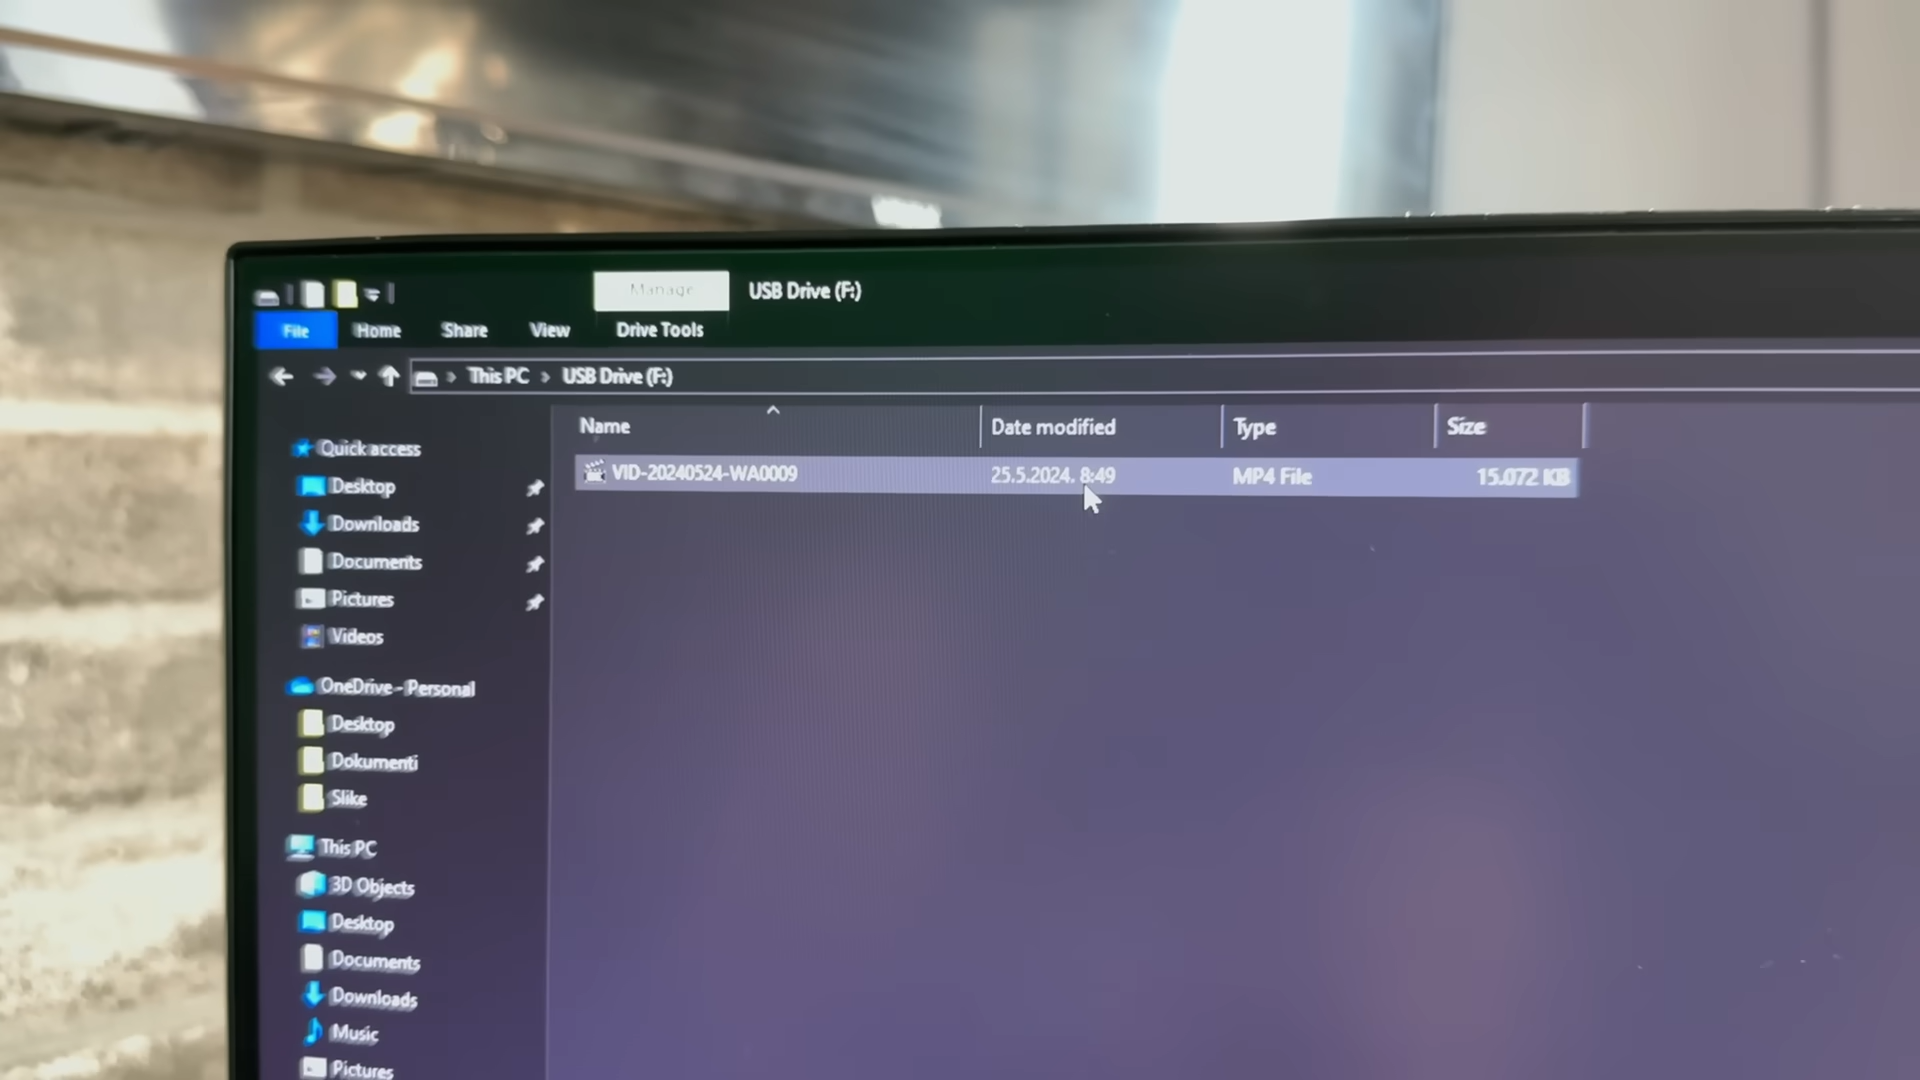 Manage USB Drive (F:)
File Home Share View Drive Tools
This PC > USB Drive (F:)
Name Date modified Type Size
VID-20240524-WA0009 25.5.2024. 8:49 MP4 File 15.072 KB
Quick access
Desktop
Downloads
Documents
Pictures
Videos
OneDrive - Personal
Desktop
Dokumenti
Slike
This PC
3D Objects
Desktop
Documents
Downloads
Music
Pictures